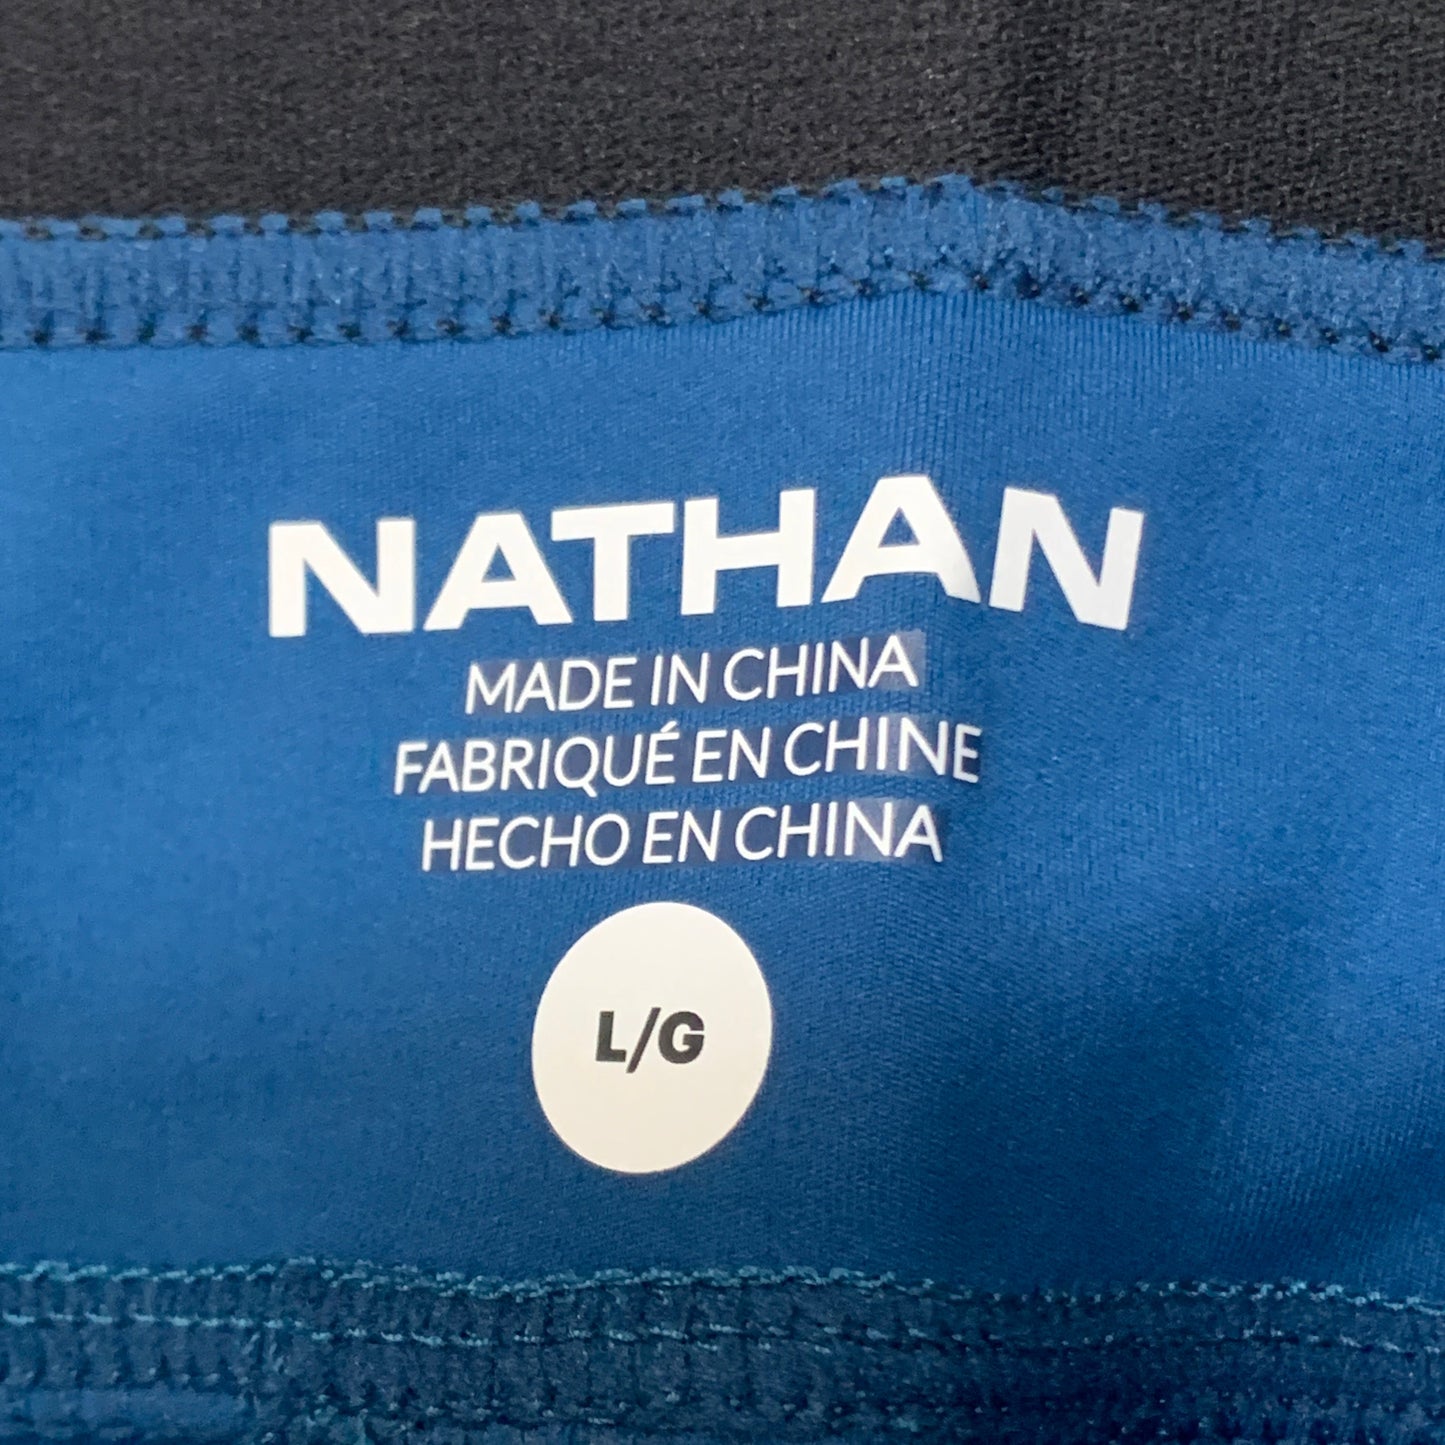 NATHAN
MADE IN CHINA
FABRIQUÉ EN CHINE
HECHO EN CHINA
L/G